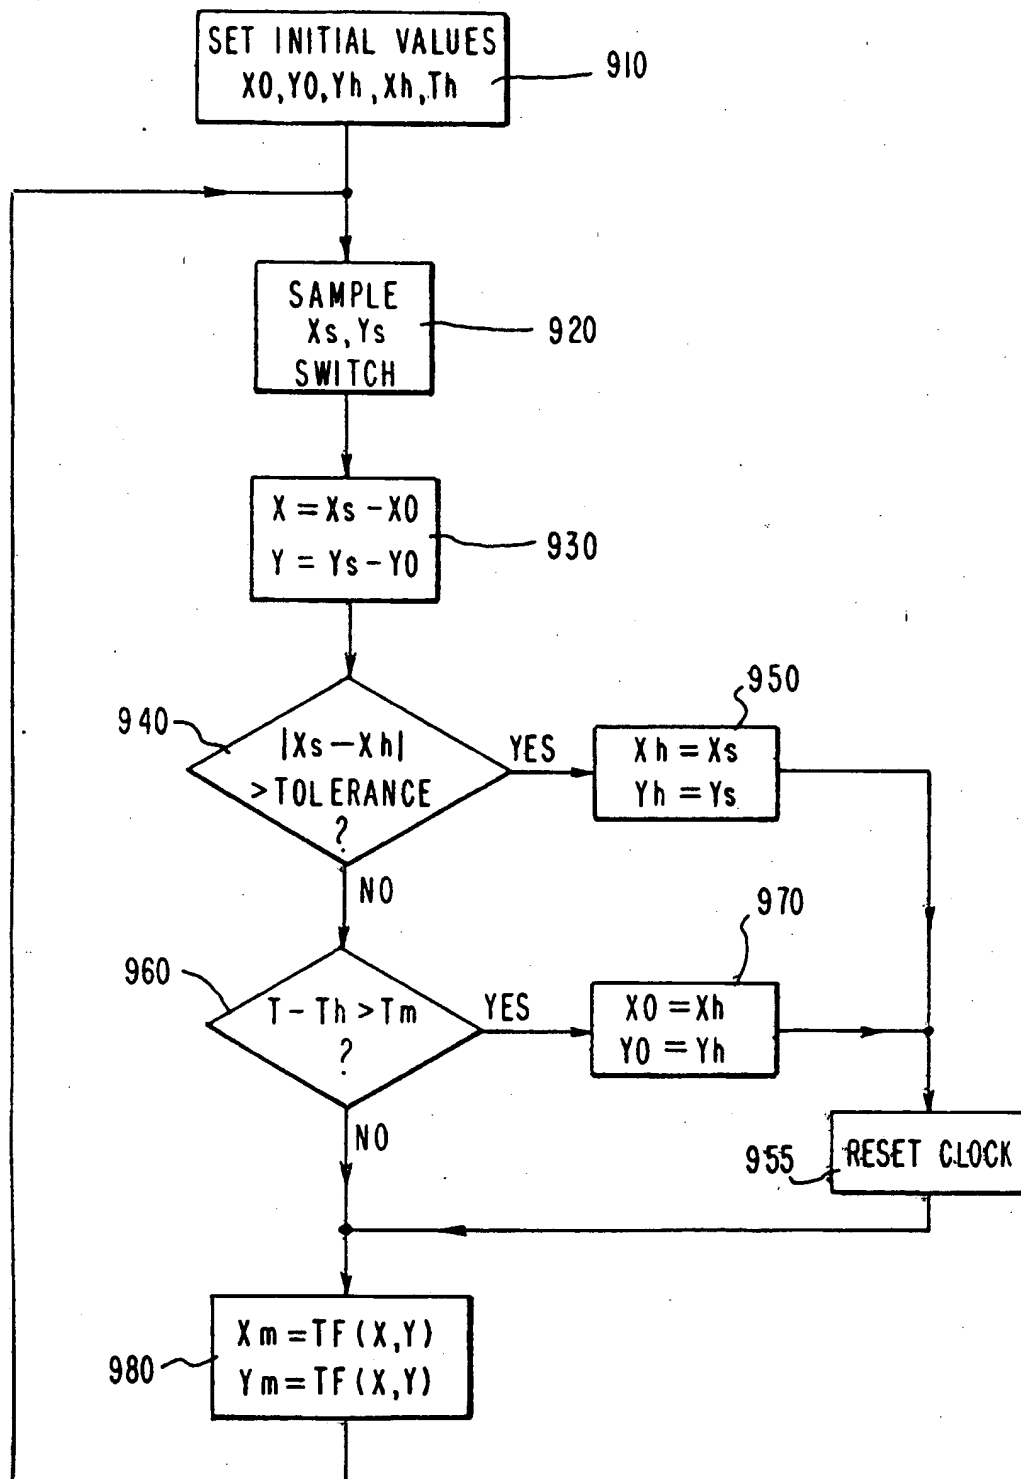 SET INITIAL VALUES
X0,Y0,Yh,Xh,Th
910
SAMPLE
Xs,Ys
SWITCH
920
X = Xs - X0
Y = Ys - Y0
930
940
|Xs - Xh|
> TOLERANCE
?
YES
950
Xh = Xs
Yh = Ys
NO
960
T - Th > Tm
?
YES
970
X0 = Xh
Y0 = Yh
NO
955
RESET CLOCK
980
Xm = TF(X,Y)
Ym = TF(X,Y)